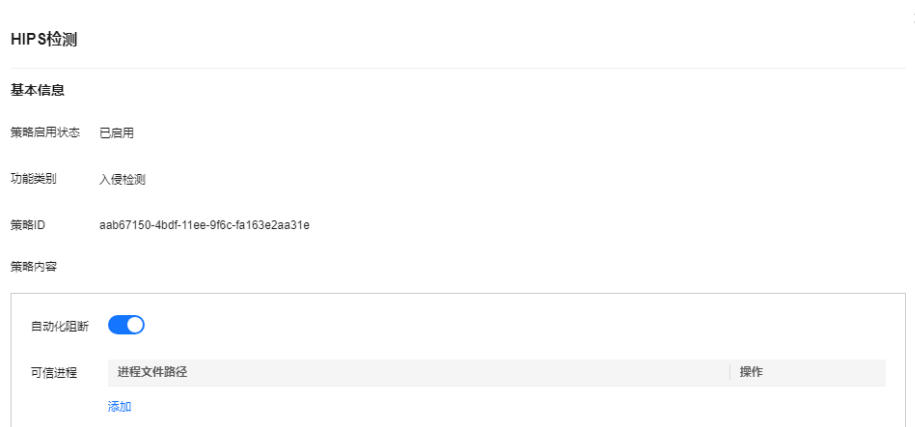 HIPS检测
基本信息
策略启用状态 已启用
功能类别 入侵检测
策略ID aab67150-4bdf-11ee-9f6c-fa163e2aa31e
策略内容
自动化阻断
可信进程 进程文件路径 操作
添加